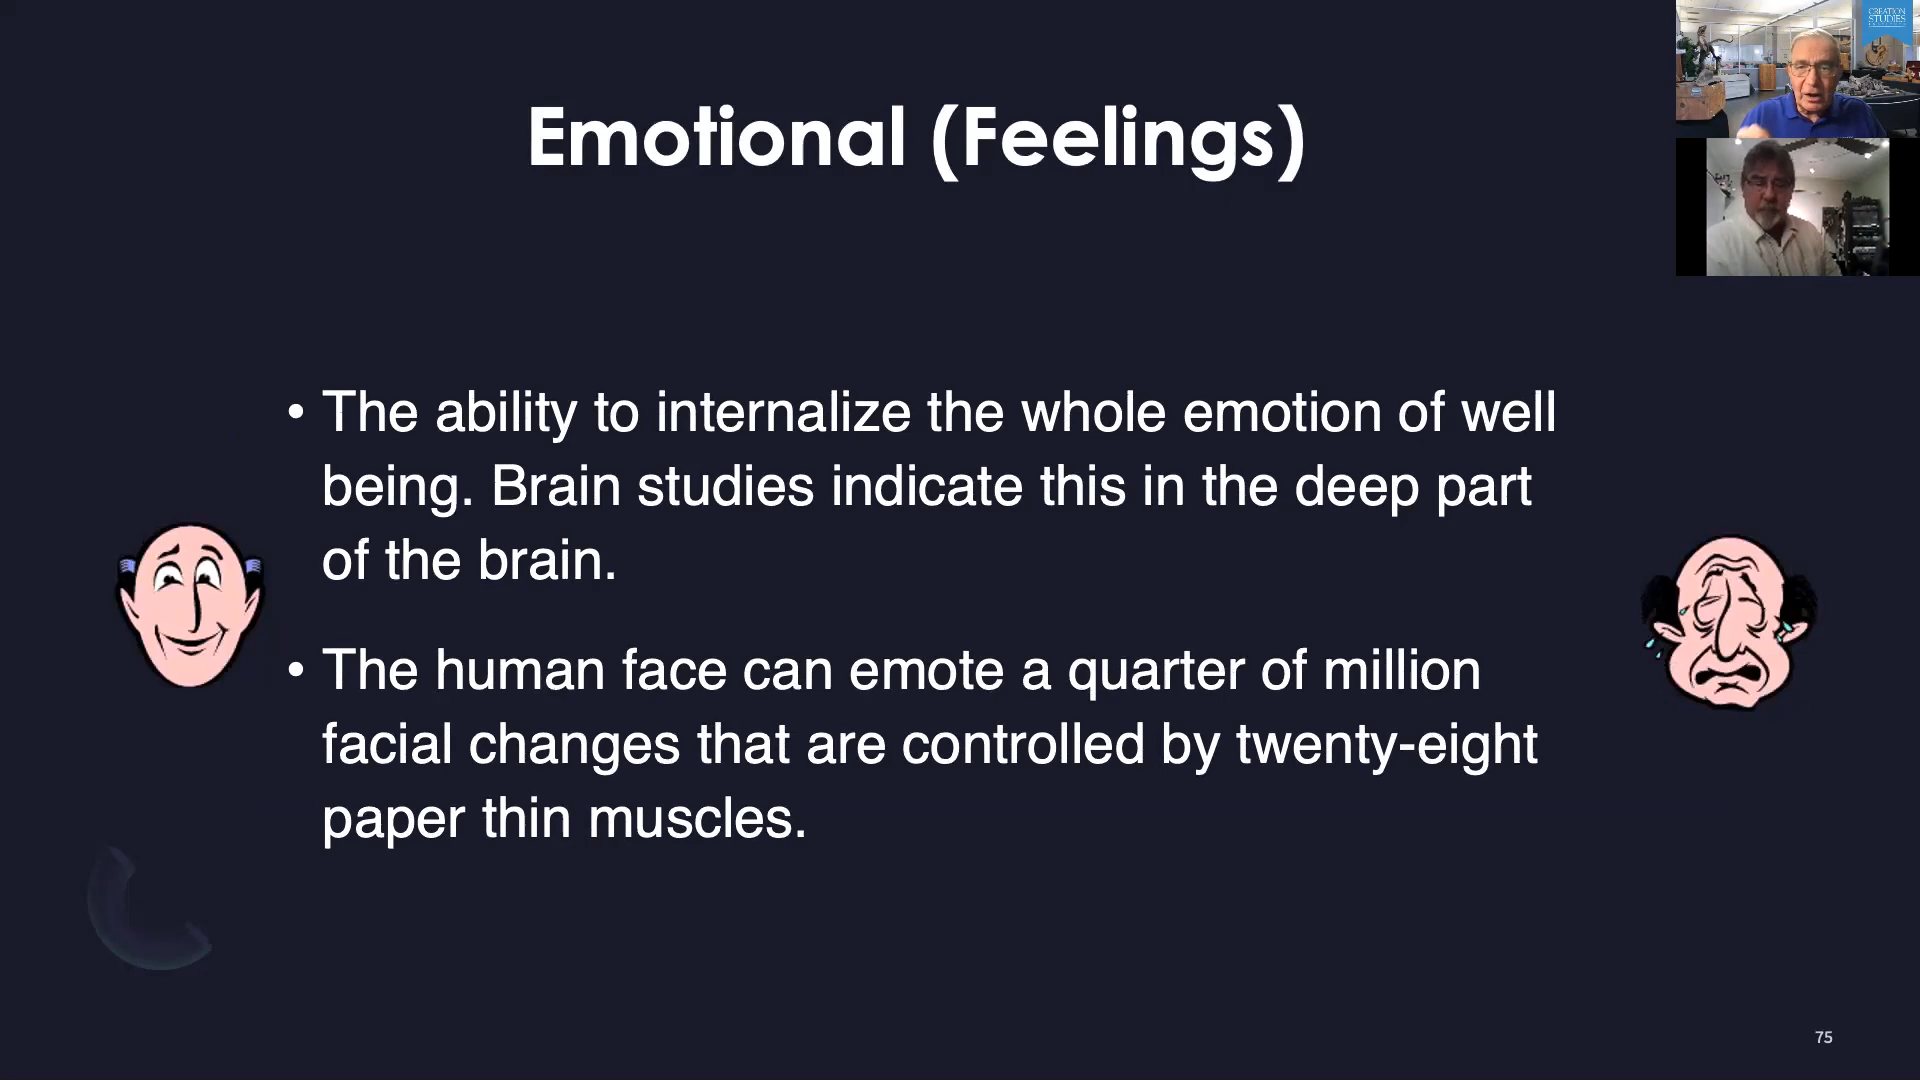 CREATION
STUDIES
Emotional (Feelings)
• The ability to internalize the whole emotion of well
being. Brain studies indicate this in the deep part
of the brain.
• The human face can emote a quarter of million
facial changes that are controlled by twenty-eight
paper thin muscles.
75